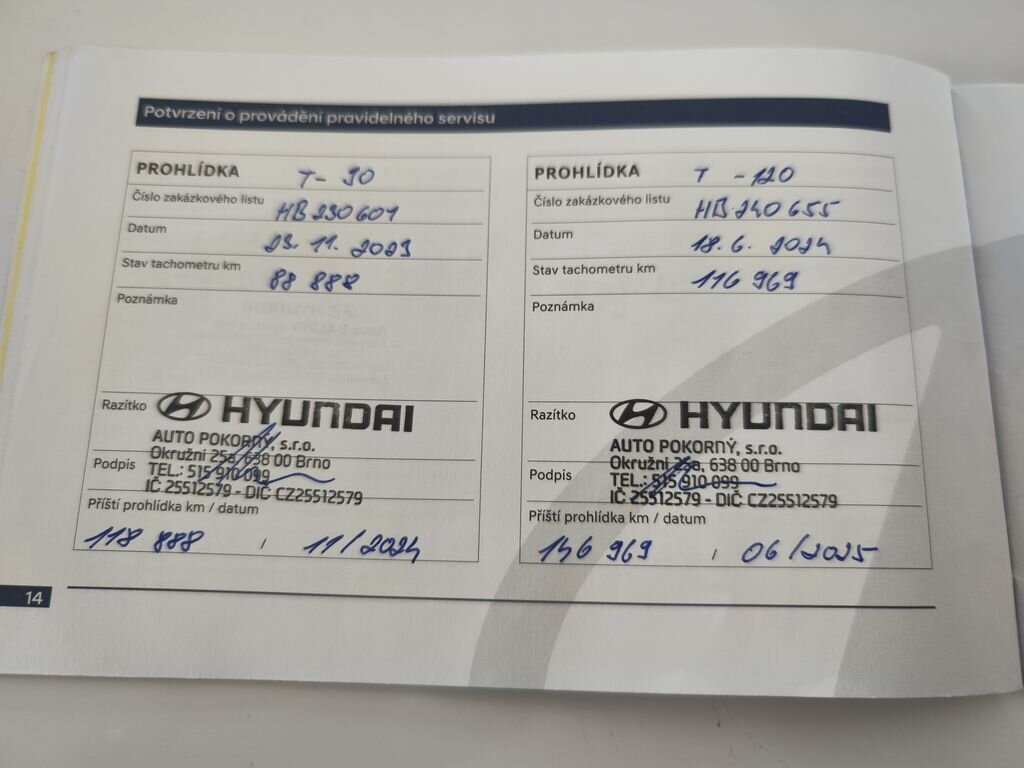 Potvrzení o provádění pravidelného servisu
PROHLÍDKA T- 90
Číslo zakázkového listu HB 230601
Datum 23. 11. 2023
Stav tachometru km 88 888
Poznámka
Razítko HYUNDAI
AUTO POKORNÝ, s.r.o.
Okružní 25a, 638 00 Brno
Podpis TEL.: 515 910 099
IČ 25512579 - DIČ CZ25512579
Příští prohlídka km / datum
118 888 / 11/2024
PROHLÍDKA T -120
Číslo zakázkového listu HB 240 655
Datum 18. 6. 2024
Stav tachometru km 116 969
Poznámka
Razítko HYUNDAI
AUTO POKORNÝ, s.r.o.
Okružní 25a, 638 00 Brno
Podpis TEL.: 515 910 099
IČ 25512579 - DIČ CZ25512579
Příští prohlídka km / datum
146 969 / 06/2025
14